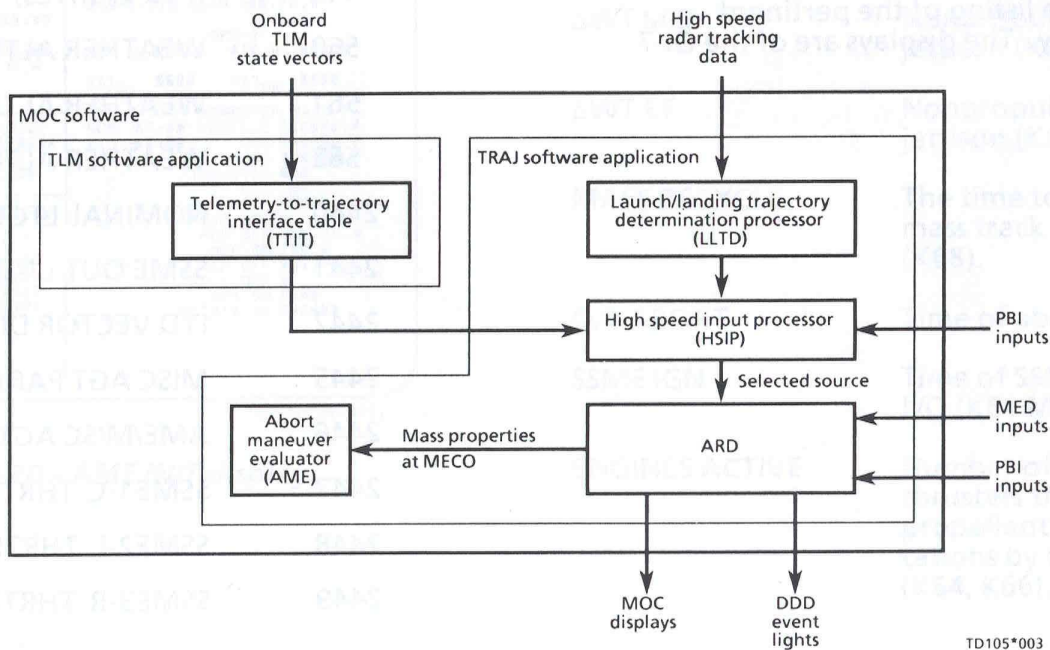 Onboard
TLM
state vectors
High speed
radar tracking
data
MOC software
TLM software application
TRAJ software application
Telemetry-to-trajectory
interface table
(TTIT)
Launch/landing trajectory
determination processor
(LLTD)
High speed input processor
(HSIP)
PBI
inputs
Selected source
Abort
maneuver
evaluator
(AME)
Mass properties
at MECO
ARD
MED
inputs
PBI
inputs
MOC
displays
DDD
event
lights
TD105*003